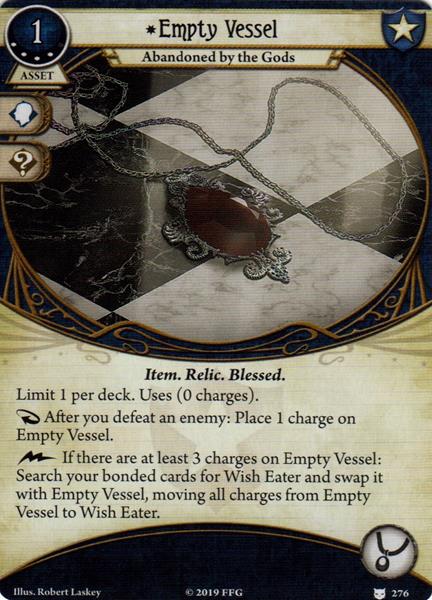 1
ASSET
*Empty Vessel
Abandoned by the Gods
Item. Relic. Blessed.
Limit 1 per deck. Uses (0 charges).
After you defeat an enemy: Place 1 charge on
Empty Vessel.
If there are at least 3 charges on Empty Vessel:
Search your bonded cards for Wish Eater and swap it
with Empty Vessel, moving all charges from Empty
Vessel to Wish Eater.
Illus. Robert Laskey
© 2019 FFG
276